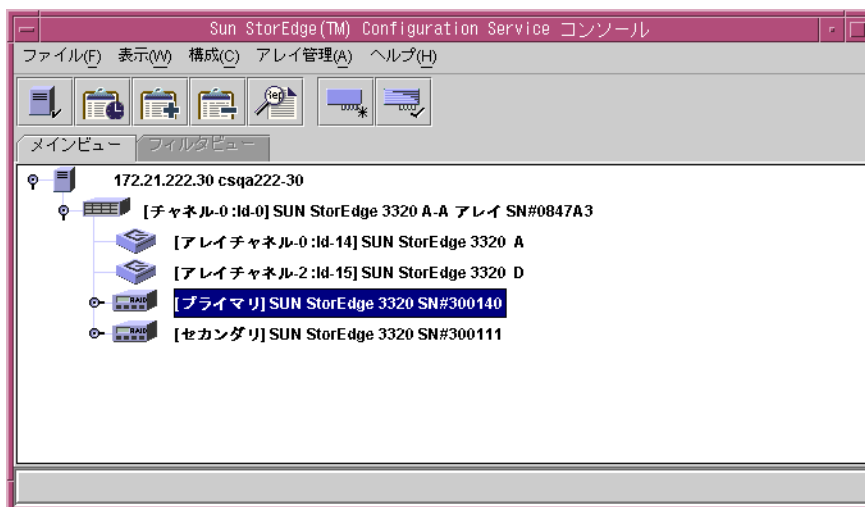 Sun StorEdge(TM) Configuration Service コンソール
ファイル(F) 表示(W) 構成(C) アレイ管理(A) ヘルプ(H)
Rep
メインビュー フィルタビュー
172.21.222.30 csqa222-30
[チャネル-0 :Id-0] SUN StorEdge 3320 A-A アレイ SN#0847A3
[アレイチャネル-0 :Id-14] SUN StorEdge 3320 A
[アレイチャネル-2 :Id-15] SUN StorEdge 3320 D
RAID [プライマリ] SUN StorEdge 3320 SN#300140
RAID [セカンダリ] SUN StorEdge 3320 SN#300111